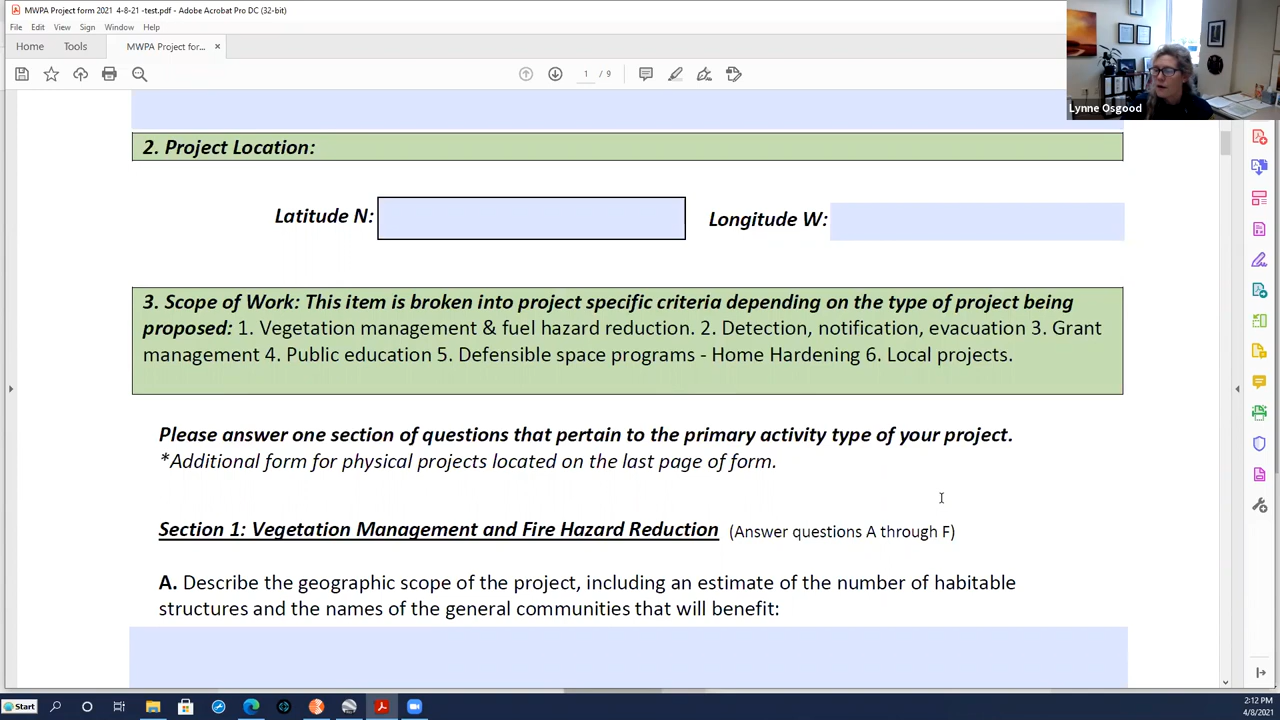 MWPA Project form 2021 4-8-21 -test.pdf - Adobe Acrobat Pro DC (32-bit)
File Edit View Sign Window Help
Home Tools MWPA Project for... ×
1 / 9
Lynne Osgood
2. Project Location:
Latitude N: Longitude W:
3. Scope of Work: This item is broken into project specific criteria depending on the type of project being
proposed: 1. Vegetation management & fuel hazard reduction. 2. Detection, notification, evacuation 3. Grant
management 4. Public education 5. Defensible space programs - Home Hardening 6. Local projects.
Please answer one section of questions that pertain to the primary activity type of your project.
*Additional form for physical projects located on the last page of form.
Section 1: Vegetation Management and Fire Hazard Reduction (Answer questions A through F)
A. Describe the geographic scope of the project, including an estimate of the number of habitable
structures and the names of the general communities that will benefit:
Start
2:12 PM
4/8/2021